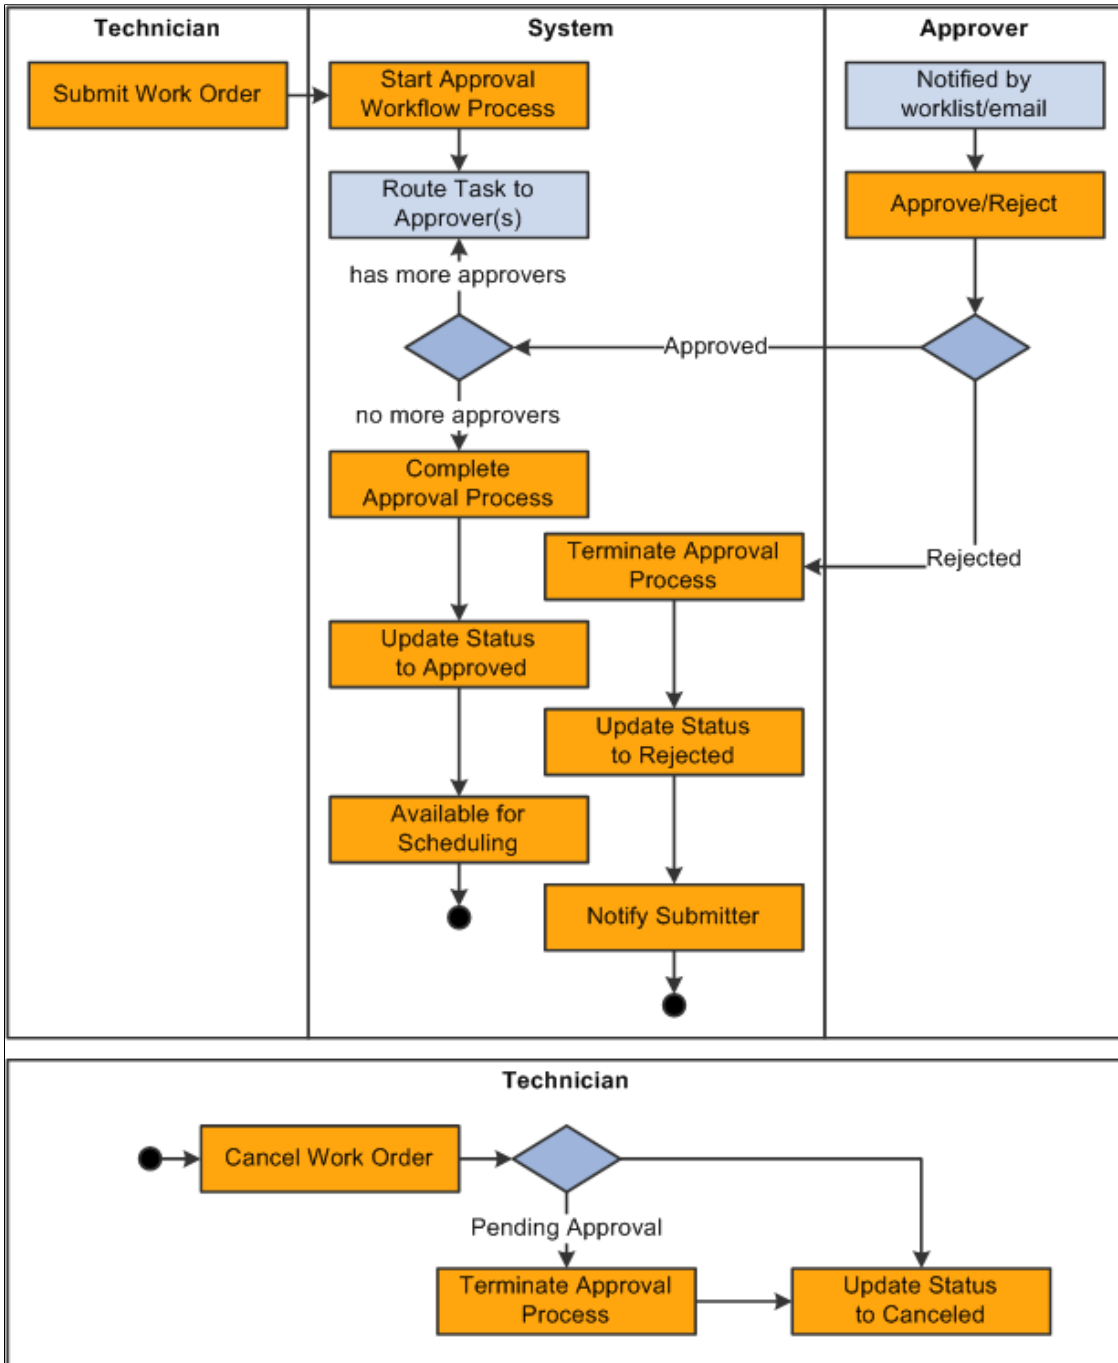 Technician
System
Approver
Submit Work Order
Start Approval
Workflow Process
Notified by
worklist/email
Route Task to
Approver(s)
Approve/Reject
has more approvers
Approved
no more approvers
Complete
Approval Process
Terminate Approval
Process
Rejected
Update Status
to Approved
Update Status
to Rejected
Available for
Scheduling
Notify Submitter
Technician
Cancel Work Order
Pending Approval
Terminate Approval
Process
Update Status
to Canceled